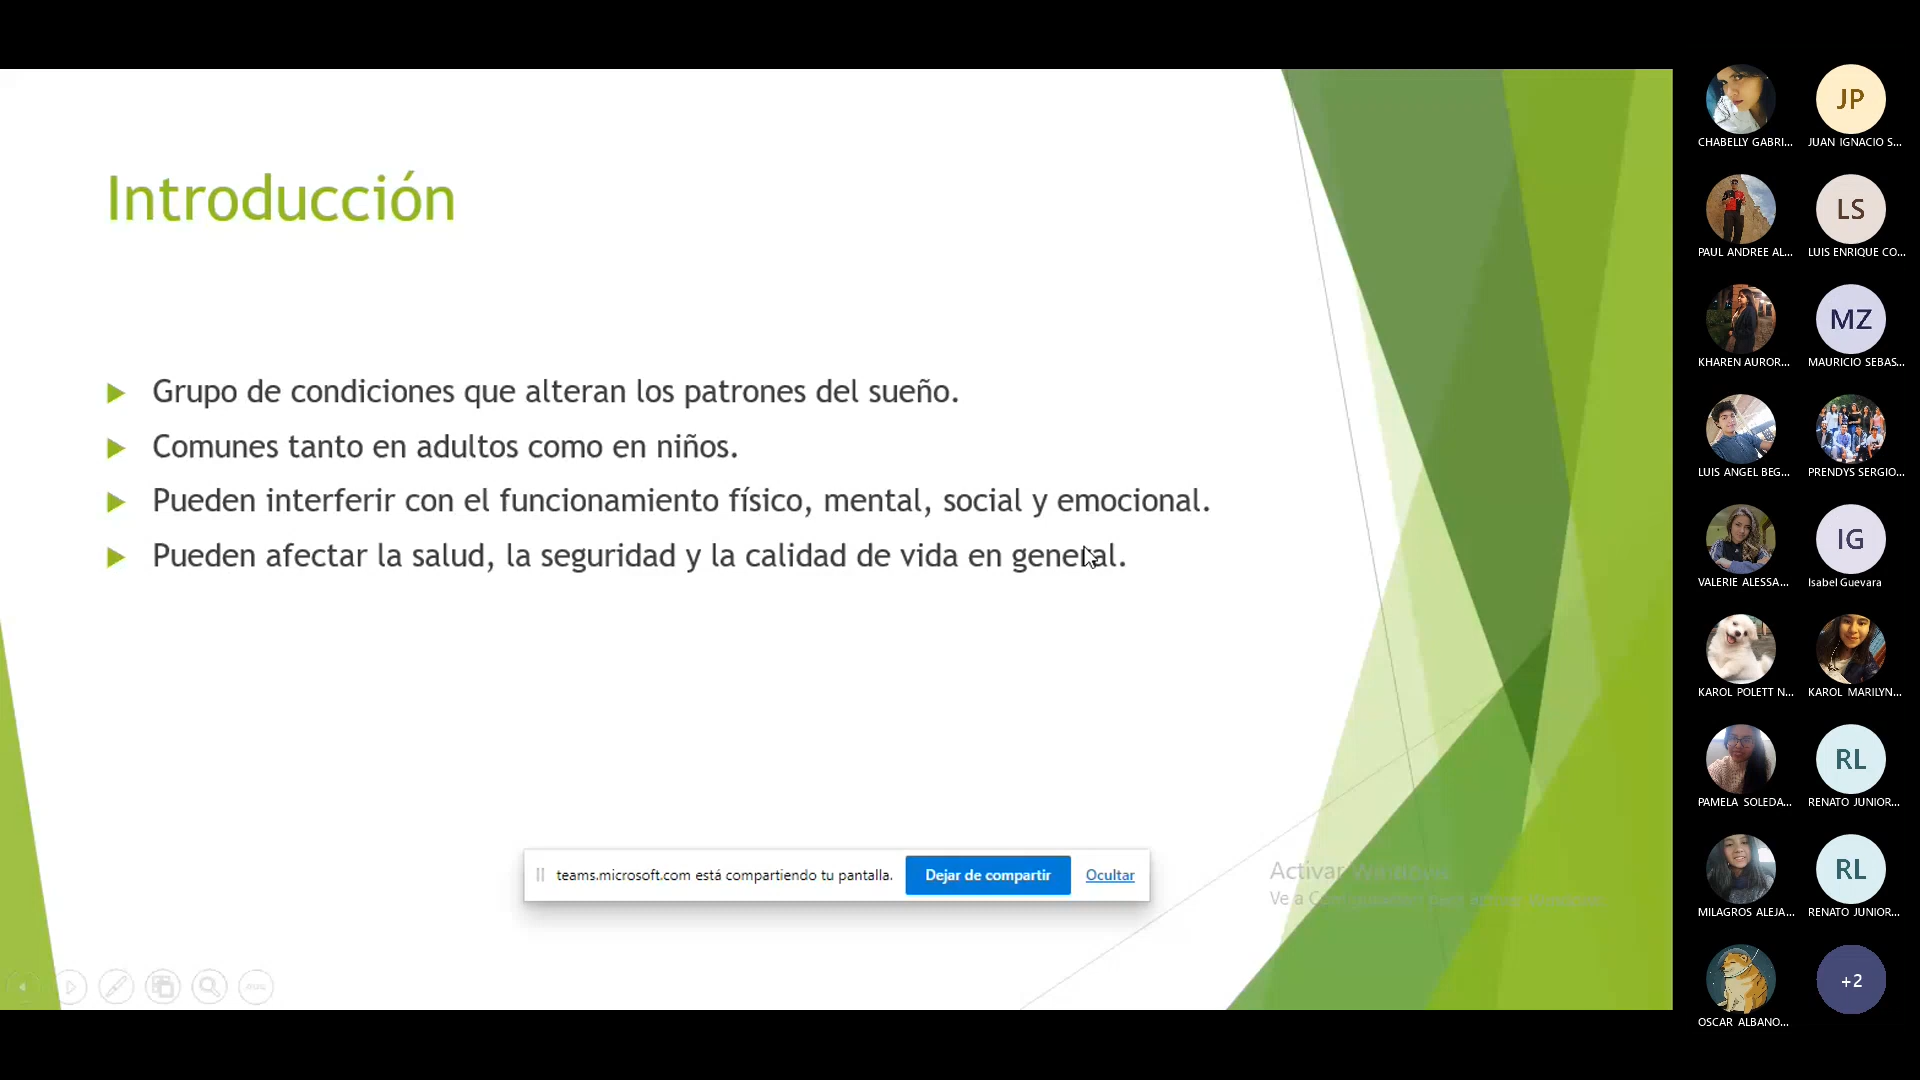 Introducción
Grupo de condiciones que alteran los patrones del sueño.
Comunes tanto en adultos como en niños.
Pueden interferir con el funcionamiento físico, mental, social y emocional.
Pueden afectar la salud, la seguridad y la calidad de vida en general.
teams.microsoft.com está compartiendo tu pantalla. Dejar de compartir Ocultar
Activar Windows
Ve a
CHABELLY GABRI... JP JUAN IGNACIO S...
PAUL ANDREE AL... LS LUIS ENRIQUE CO...
KHAREN AUROR... MZ MAURICIO SEBAS...
LUIS ANGEL BEG... PRENDYS SERGIO...
VALERIE ALESSA... IG Isabel Guevara
KAROL POLETT N... KAROL MARILYN...
PAMELA SOLEDA... RL RENATO JUNIOR...
MILAGROS ALEJA... RL RENATO JUNIOR...
OSCAR ALBANO... +2